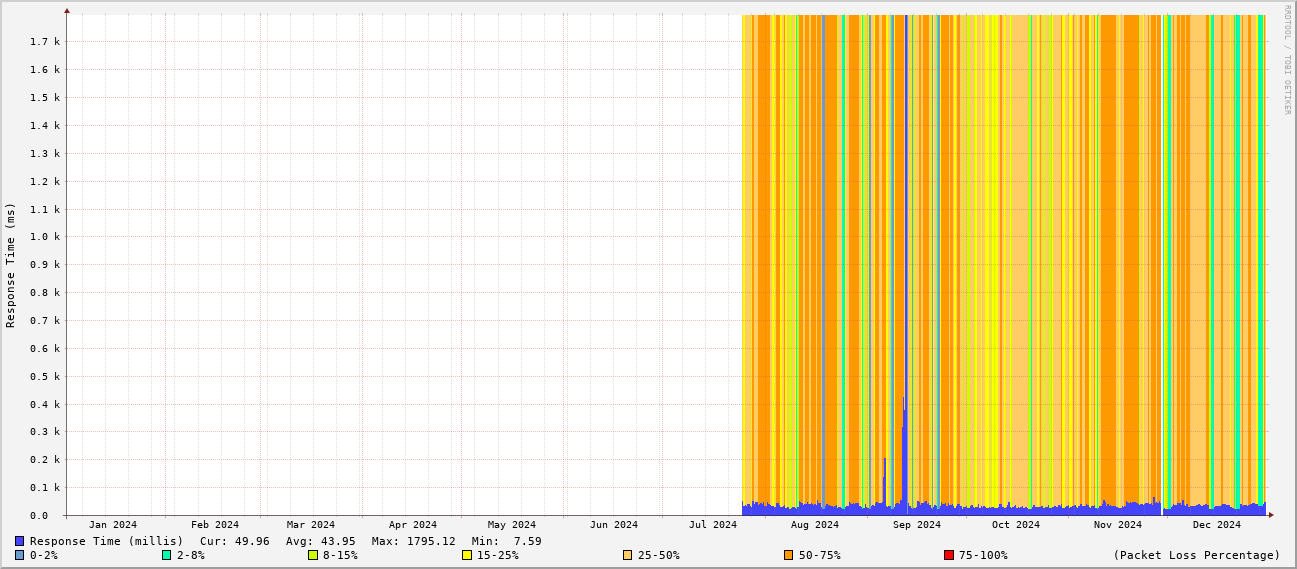 RRDTOOL / TOBI OETIKER
Response Time (ms)
1.7 k
1.6 k
1.5 k
1.4 k
1.3 k
1.2 k
1.1 k
1.0 k
0.9 k
0.8 k
0.7 k
0.6 k
0.5 k
0.4 k
0.3 k
0.2 k
0.1 k
0.0
Jan 2024 Feb 2024 Mar 2024 Apr 2024 May 2024 Jun 2024 Jul 2024 Aug 2024 Sep 2024 Oct 2024 Nov 2024 Dec 2024
Response Time (millis) Cur: 49.96 Avg: 43.95 Max: 1795.12 Min: 7.59
0-2% 2-8% 8-15% 15-25% 25-50% 50-75% 75-100% (Packet Loss Percentage)